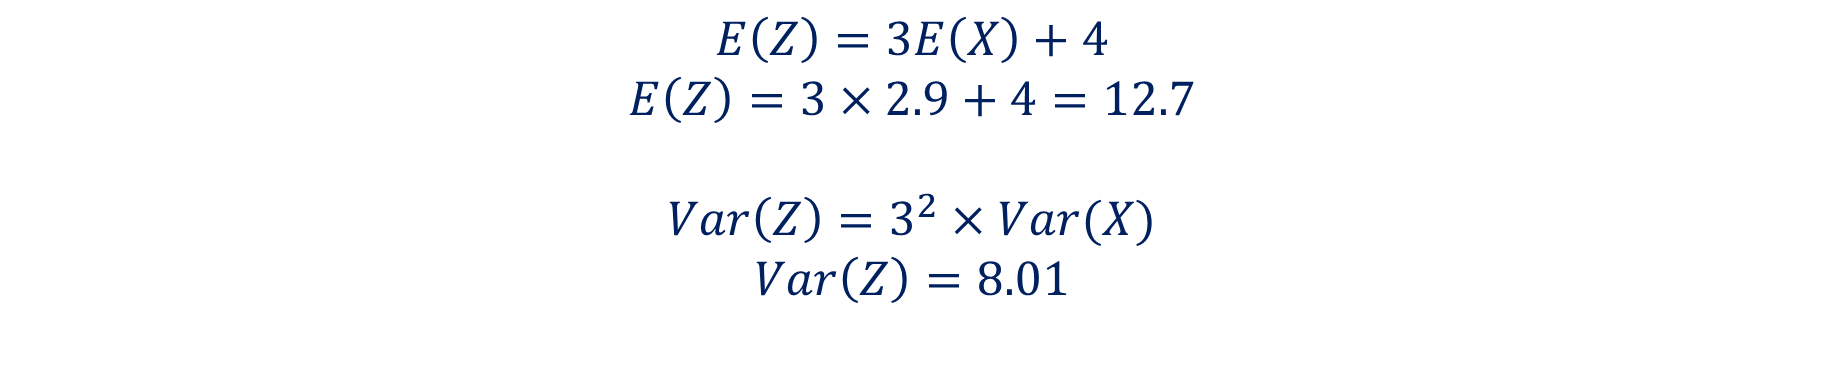 E(Z) = 3E(X) + 4
E(Z) = 3 × 2.9 + 4 = 12.7
Var(Z) = 3² × Var(X)
Var(Z) = 8.01